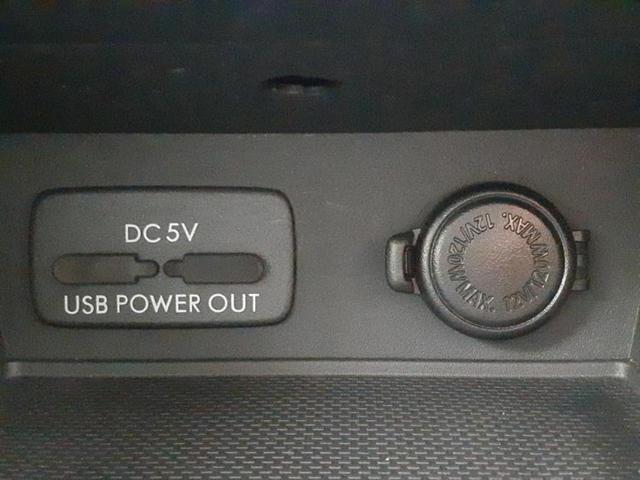 DC 5V
USB POWER OUT
12V/120W MAX. 12V/120W MAX.